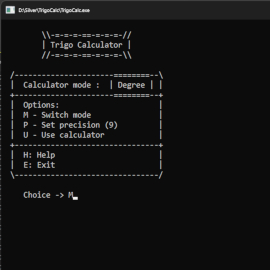 D:\Silver\TrigoCalc\TrigoCalc.exe
\\-=-=-=-==-=-=-=-//
| Trigo Calculator |
//-=-=-=-==-=-=-=-\\
/--------------------========--\
| Calculator mode : | Degree | |
+--------------------========--+
| Options: |
| M - Switch mode |
| P - Set precision (9) |
| U - Use calculator |
+------------------------------+
| H: Help |
| E: Exit |
\------------------------------/
Choice -> M_